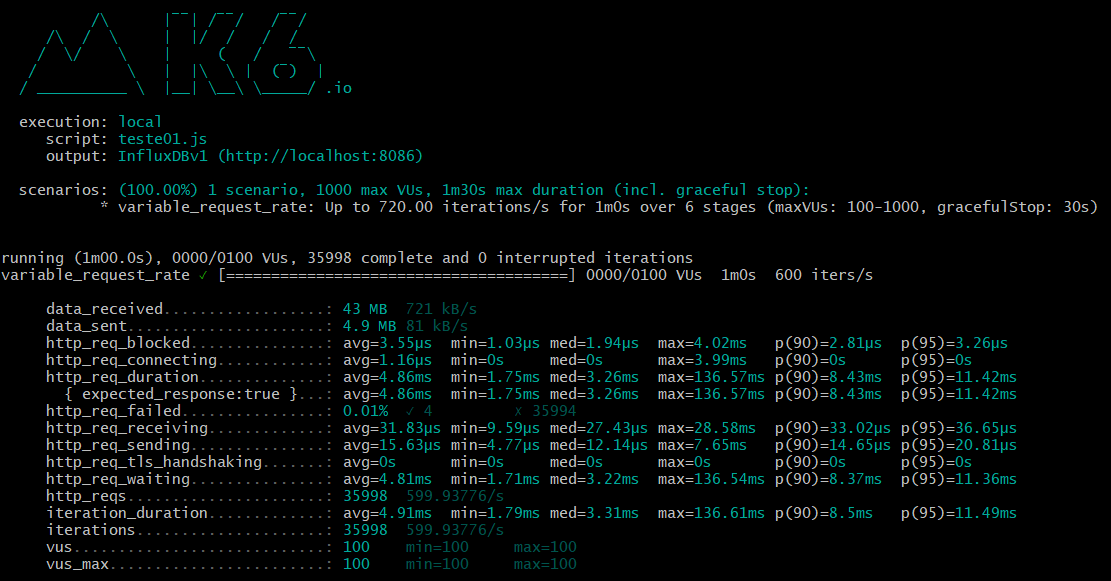 /\      |‾‾| /‾‾/   /‾‾/
     /\  /  \     |  |/  /   /  /
    /  \/    \    |     (   /   ‾‾\
   /          \   |  |\  \ |  (‾)  |
  / __________ \  |__| \__\ \_____/ .io
execution: local
script: teste01.js
output: InfluxDBv1 (http://localhost:8086)
scenarios: (100.00%) 1 scenario, 1000 max VUs, 1m30s max duration (incl. graceful stop):
* variable_request_rate: Up to 720.00 iterations/s for 1m0s over 6 stages (maxVUs: 100-1000, gracefulStop: 30s)
running (1m00.0s), 0000/0100 VUs, 35998 complete and 0 interrupted iterations
variable_request_rate ✓ [======================================] 0000/0100 VUs  1m0s  600 iters/s
data_received..................: 43 MB  721 kB/s
data_sent......................: 4.9 MB 81 kB/s
http_req_blocked...............: avg=3.55µs  min=1.03µs med=1.94µs  max=4.02ms   p(90)=2.81µs  p(95)=3.26µs
http_req_connecting............: avg=1.16µs  min=0s     med=0s      max=3.99ms   p(90)=0s      p(95)=0s
http_req_duration..............: avg=4.86ms  min=1.75ms med=3.26ms  max=136.57ms p(90)=8.43ms  p(95)=11.42ms
{ expected_response:true }...: avg=4.86ms  min=1.75ms med=3.26ms  max=136.57ms p(90)=8.43ms  p(95)=11.42ms
http_req_failed................: 0.01%  ✓ 4         ✗ 35994
http_req_receiving.............: avg=31.83µs min=9.59µs med=27.43µs max=28.58ms  p(90)=33.02µs p(95)=36.65µs
http_req_sending...............: avg=15.63µs min=4.77µs med=12.14µs max=7.65ms   p(90)=14.65µs p(95)=20.81µs
http_req_tls_handshaking.......: avg=0s      min=0s     med=0s      max=0s       p(90)=0s      p(95)=0s
http_req_waiting...............: avg=4.81ms  min=1.71ms med=3.22ms  max=136.54ms p(90)=8.37ms  p(95)=11.36ms
http_reqs......................: 35998  599.93776/s
iteration_duration.............: avg=4.91ms  min=1.79ms med=3.31ms  max=136.61ms p(90)=8.5ms   p(95)=11.49ms
iterations.....................: 35998  599.93776/s
vus............................: 100    min=100     max=100
vus_max........................: 100    min=100     max=100